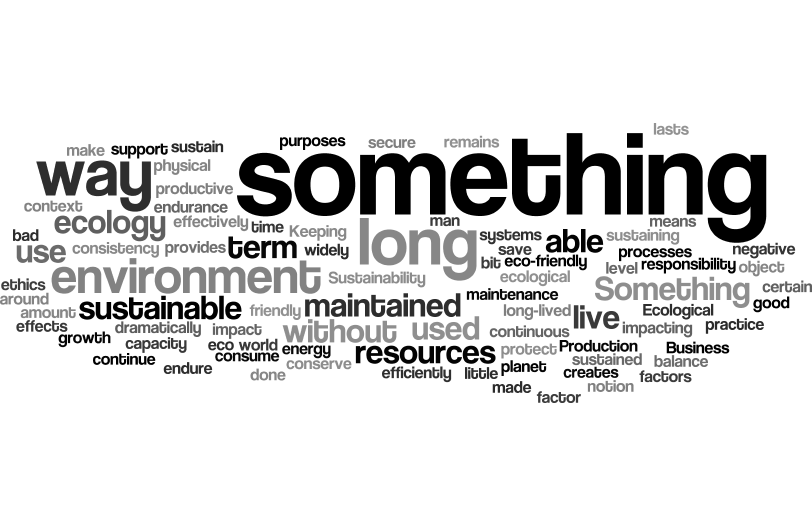 lasts
make support sustain purposes secure remains
way physical something
productive
context endurance
ecology effectively time Keeping man means
bad long systems able sustaining
use consistency provides term widely save processes negative
environment Sustainability bit eco-friendly level responsibility object
ethics ecological Something certain
around sustainable friendly maintained maintenance good
amount long-lived live Ecological
effects dramatically impact without used continuous impacting practice
growth capacity eco world energy resources protect Production Business
continue consume conserve sustained balance
endure done efficiently little planet creates factors
made notion
factor